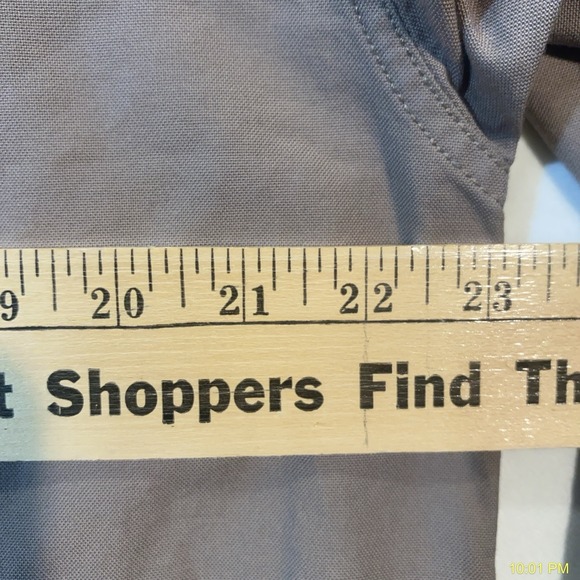 9 20 21 22 23
t Shoppers Find Th
10:01 PM